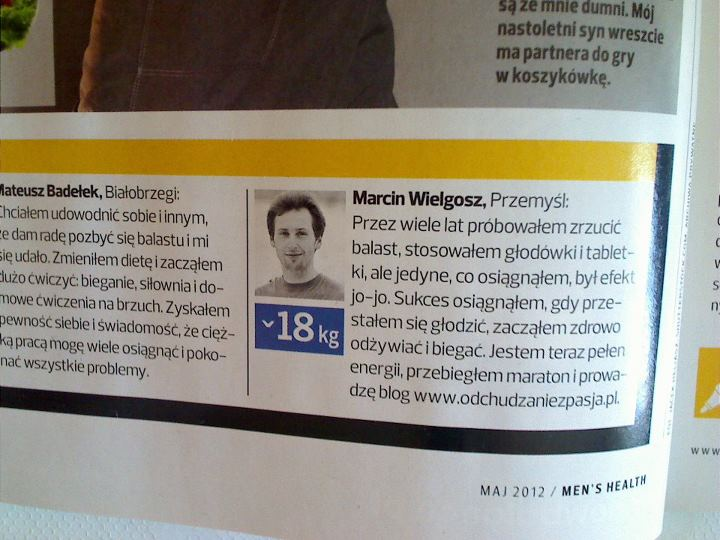 są ze mnie dumni. Mój
nastoletni syn wreszcie
ma partnera do gry
w koszykówkę.
Mateusz Badełek, Białobrzegi:
Chciałem udowodnić sobie i innym,
że dam radę pozbyć się balastu i mi
się udało. Zmieniłem dietę i zacząłem
dużo ćwiczyć: bieganie, siłownia i do-
mowe ćwiczenia na brzuch. Zyskałem
pewność siebie i świadomość, że cięż-
ką pracą mogę wiele osiągnąć i poko-
nać wszystkie problemy.
-18 kg
Marcin Wielgosz, Przemyśl:
Przez wiele lat próbowałem zrzucić
balast, stosowałem głodówki i tablet-
ki, ale jedyne, co osiągnąłem, był efekt
jo-jo. Sukces osiągnąłem, gdy prze-
stałem się głodzić, zacząłem zdrowo
odżywiać i biegać. Jestem teraz pełen
energii, przebiegłem maraton i prowa-
dzę blog www.odchudzaniezpasja.pl.
MAJ 2012 / MEN'S HEALTH